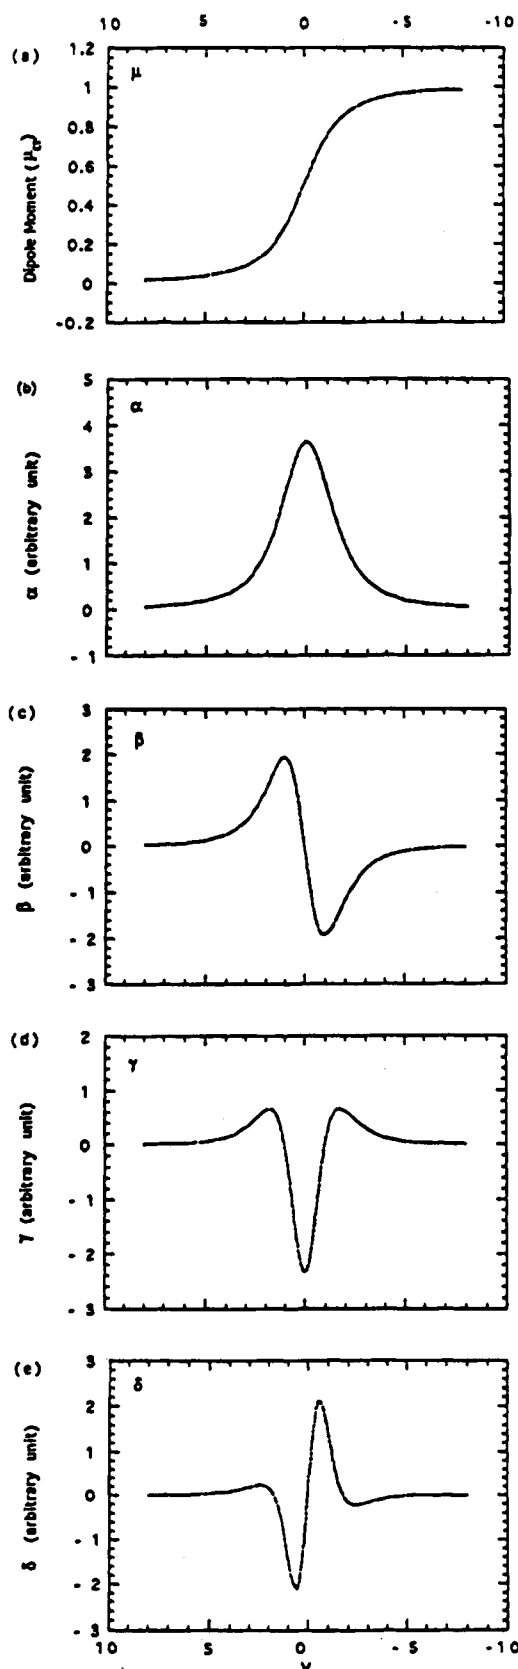 10 5 0 -5 -10
(a)
μ
Dipole Moment (μcr)
1.2
1
0.8
0.6
0.4
0.2
0
-0.2
(b)
α
α (arbitrary unit)
5
4
3
2
1
0
-1
(c)
β
β (arbitrary unit)
3
2
1
0
-1
-2
-3
(d)
γ
γ (arbitrary unit)
2
1
0
-1
-2
-3
(e)
δ
δ (arbitrary unit)
3
2
1
0
-1
-2
-3
10 5 0 -5 -10